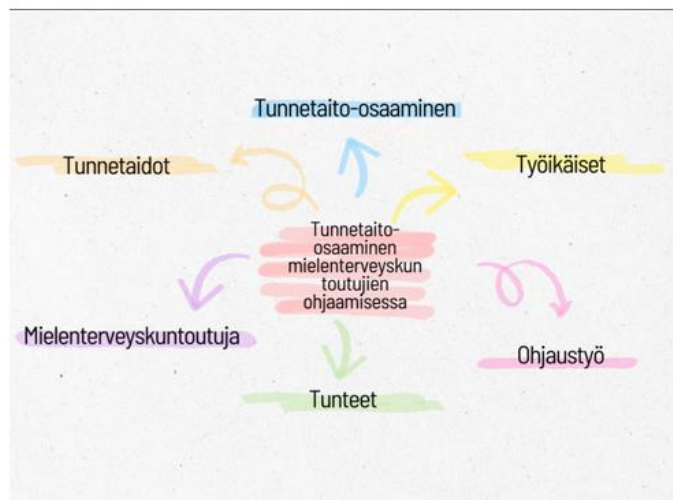 Tunnetaito-osaaminen
Tunnetaidot
Työikäiset
Tunnetaito-
osaaminen
mielenterveyskun
toutujien
ohjaamisessa
Mielenterveyskuntoutuja
Ohjaustyö
Tunteet